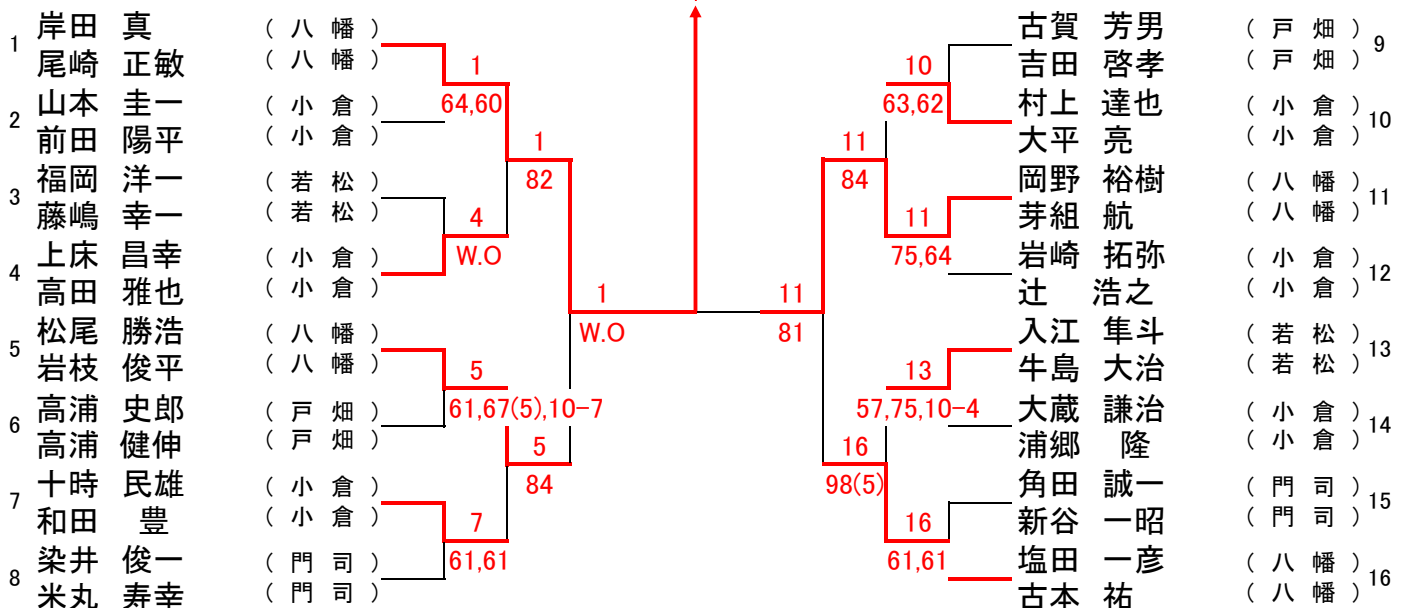 1 岸田 真 ( 八 幡 )
尾崎 正敏 ( 八 幡 )
1
64,60
2 山本 圭一 ( 小 倉 )
前田 陽平 ( 小 倉 )
1
82
3 福岡 洋一 ( 若 松 )
藤嶋 幸一 ( 若 松 )
4
W.O
4 上床 昌幸 ( 小 倉 )
高田 雅也 ( 小 倉 )
1
W.O
5 松尾 勝浩 ( 八 幡 )
岩枝 俊平 ( 八 幡 )
5
61,67(5),10-7
6 高浦 史郎 ( 戸 畑 )
高浦 健伸 ( 戸 畑 )
5
84
7 十時 民雄 ( 小 倉 )
和田 豊 ( 小 倉 )
7
61,61
8 染井 俊一 ( 門 司 )
米丸 寿幸 ( 門 司 )
古賀 芳男 ( 戸 畑 ) 9
吉田 啓孝 ( 戸 畑 )
10
63,62
村上 達也 ( 小 倉 ) 10
大平 亮 ( 小 倉 )
11
84
岡野 裕樹 ( 八 幡 ) 11
芽組 航 ( 八 幡 )
11
75,64
岩崎 拓弥 ( 小 倉 ) 12
辻 浩之 ( 小 倉 )
11
81
入江 隼斗 ( 若 松 ) 13
牛島 大治 ( 若 松 )
13
57,75,10-4
大蔵 謙治 ( 小 倉 ) 14
浦郷 隆 ( 小 倉 )
16
98(5)
角田 誠一 ( 門 司 ) 15
新谷 一昭 ( 門 司 )
16
61,61
塩田 一彦 ( 八 幡 ) 16
古本 祐 ( 八 幡 )